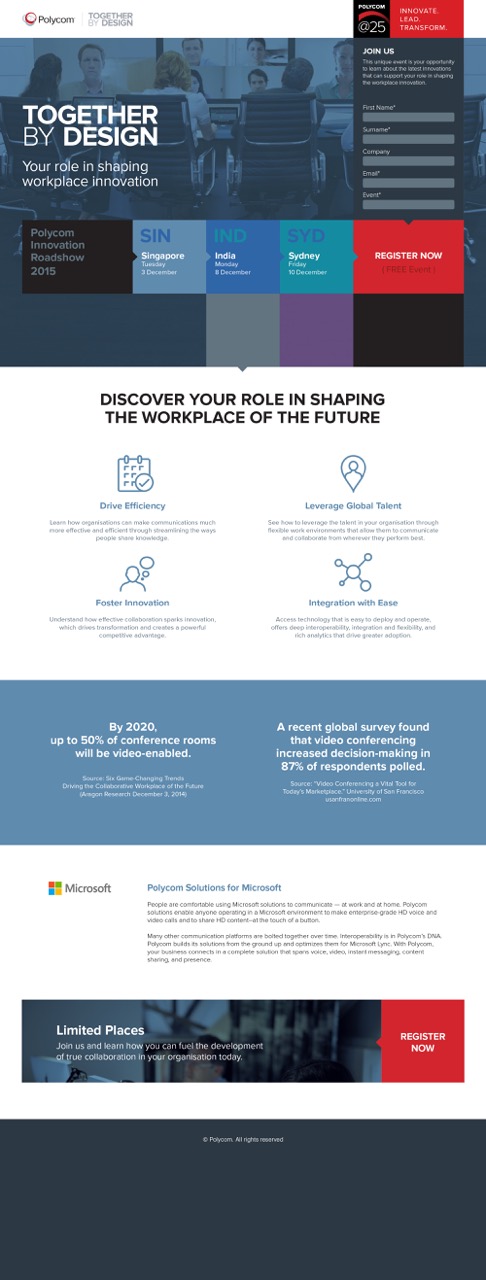 Polycom
TOGETHER
BY DESIGN
POLYCOM
@25
INNOVATE.
LEAD.
TRANSFORM.
JOIN US
This unique event is your opportunity
to learn about the latest innovations
that can support your role in shaping
the workplace innovation.
First Name*
Surname*
Company
Email*
Event*
TOGETHER
BY DESIGN
Your role in shaping
workplace innovation
Polycom
Innovation
Roadshow
2015
SIN
Singapore
Tuesday
3 December
IND
India
Monday
8 December
SYD
Sydney
Friday
10 December
REGISTER NOW
( FREE Event )
DISCOVER YOUR ROLE IN SHAPING
THE WORKPLACE OF THE FUTURE
Drive Efficiency
Learn how organisations can make communications much
more effective and efficient through streamlining the ways
people share knowledge.
Leverage Global Talent
See how to leverage the talent in your organisation through
flexible work environments that allow them to communicate
and collaborate from wherever they perform best.
Foster Innovation
Understand how effective collaboration sparks innovation,
which drives transformation and creates a powerful
competitive advantage.
Integration with Ease
Access technology that is easy to deploy and operate,
offers deep interoperability, integration and flexibility, and
rich analytics that drive greater adoption.
By 2020,
up to 50% of conference rooms
will be video-enabled.
Source: Six Game-Changing Trends
Driving the Collaborative Workplace of the Future
(Aragon Research December 3, 2014)
A recent global survey found
that video conferencing
increased decision-making in
87% of respondents polled.
Source: "Video Conferencing a Vital Tool for
Today's Marketplace." University of San Francisco
usanfranonline.com
Microsoft
Polycom Solutions for Microsoft
People are comfortable using Microsoft solutions to communicate — at work and at home. Polycom
solutions enable anyone operating in a Microsoft environment to make enterprise-grade HD voice and
video calls and to share HD content–at the touch of a button.
Many other communication platforms are bolted together over time. Interoperability is in Polycom's DNA.
Polycom builds its solutions from the ground up and optimizes them for Microsoft Lync. With Polycom,
your business connects in a complete solution that spans voice, video, instant messaging, content
sharing, and presence.
Limited Places
Join us and learn how you can fuel the development
of true collaboration in your organisation today.
REGISTER
NOW
© Polycom. All rights reserved